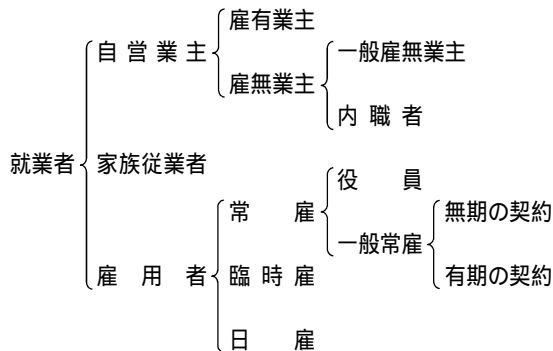 雇有業主
自営業主
一般雇無業主
雇無業主
内職者
就業者
家族従業者
役員
常雇
無期の契約
一般常雇
雇用者
臨時雇
有期の契約
日雇